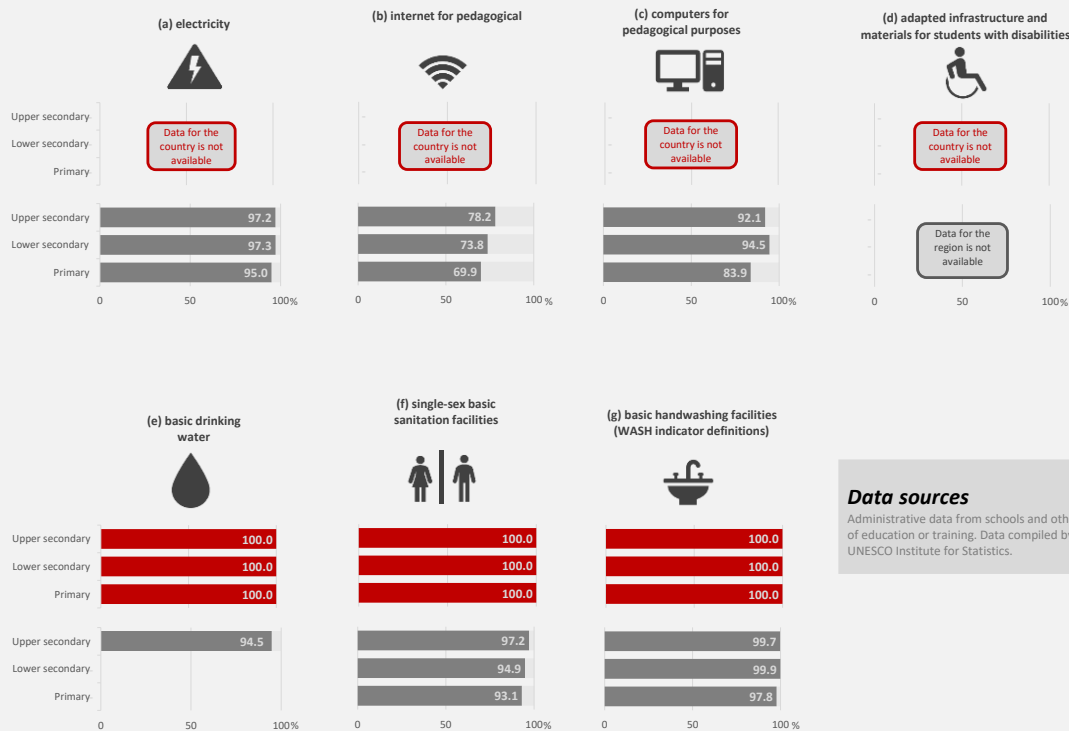 (a) electricity
(b) internet for pedagogical
(c) computers for
pedagogical purposes
(d) adapted infrastructure and
materials for students with disabilities
Upper secondary
Lower secondary
Primary
Data for the
country is not
available
Data for the
country is not
available
Data for the
country is not
available
Data for the
country is not
available
Upper secondary
Lower secondary
Primary
97.2
97.3
95.0
0 50 100%
78.2
73.8
69.9
0 50 100%
92.1
94.5
83.9
0 50 100%
Data for the
region is not
available
0 50 100%
(e) basic drinking
water
(f) single-sex basic
sanitation facilities
(g) basic handwashing facilities
(WASH indicator definitions)
Upper secondary
Lower secondary
Primary
100.0
100.0
100.0
100.0
100.0
100.0
100.0
100.0
100.0
Upper secondary
Lower secondary
Primary
94.5
0 50 100%
97.2
94.9
93.1
0 50 100%
99.7
99.9
97.8
0 50 100%
Data sources
Administrative data from schools and oth
of education or training. Data compiled by
UNESCO Institute for Statistics.